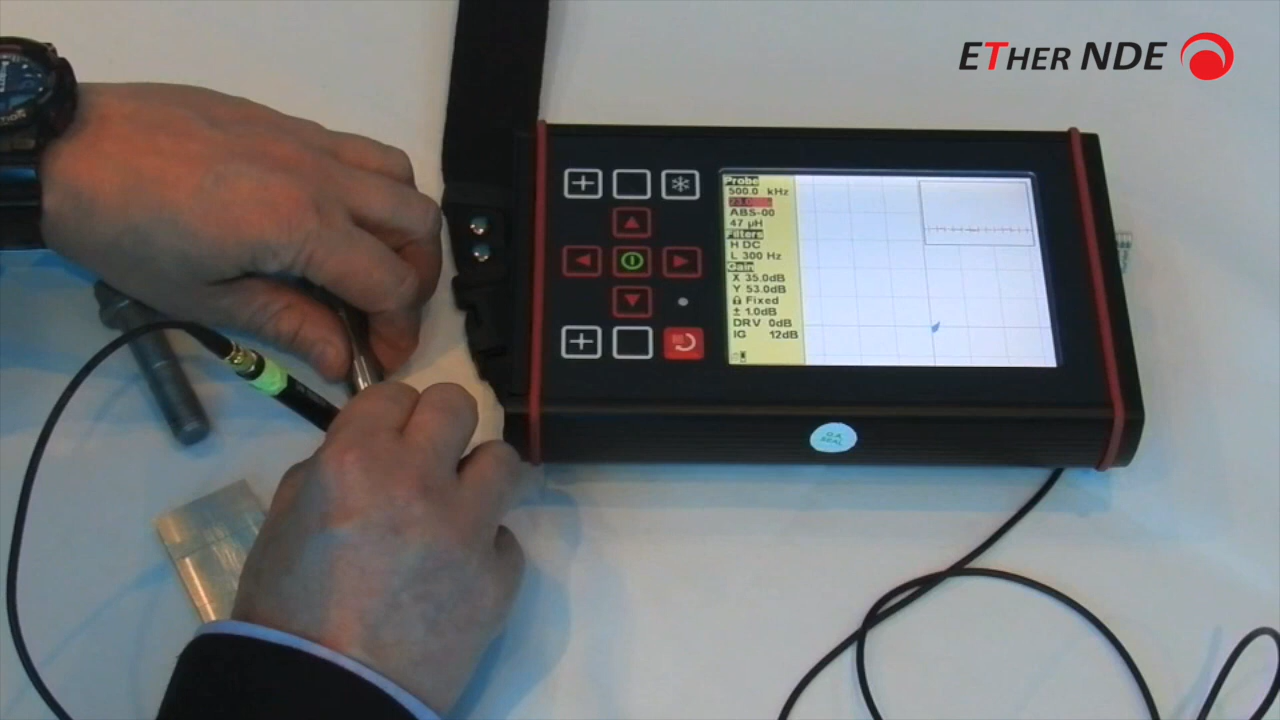 ETHER NDE
Probe
500.0 kHz
ABS-00
47 µH
Filters
H DC
L 300 Hz
Gain
X 35.0dB
Y 53.0dB
Fixed
± 1.0dB
DRV 0dB
IG 12dB